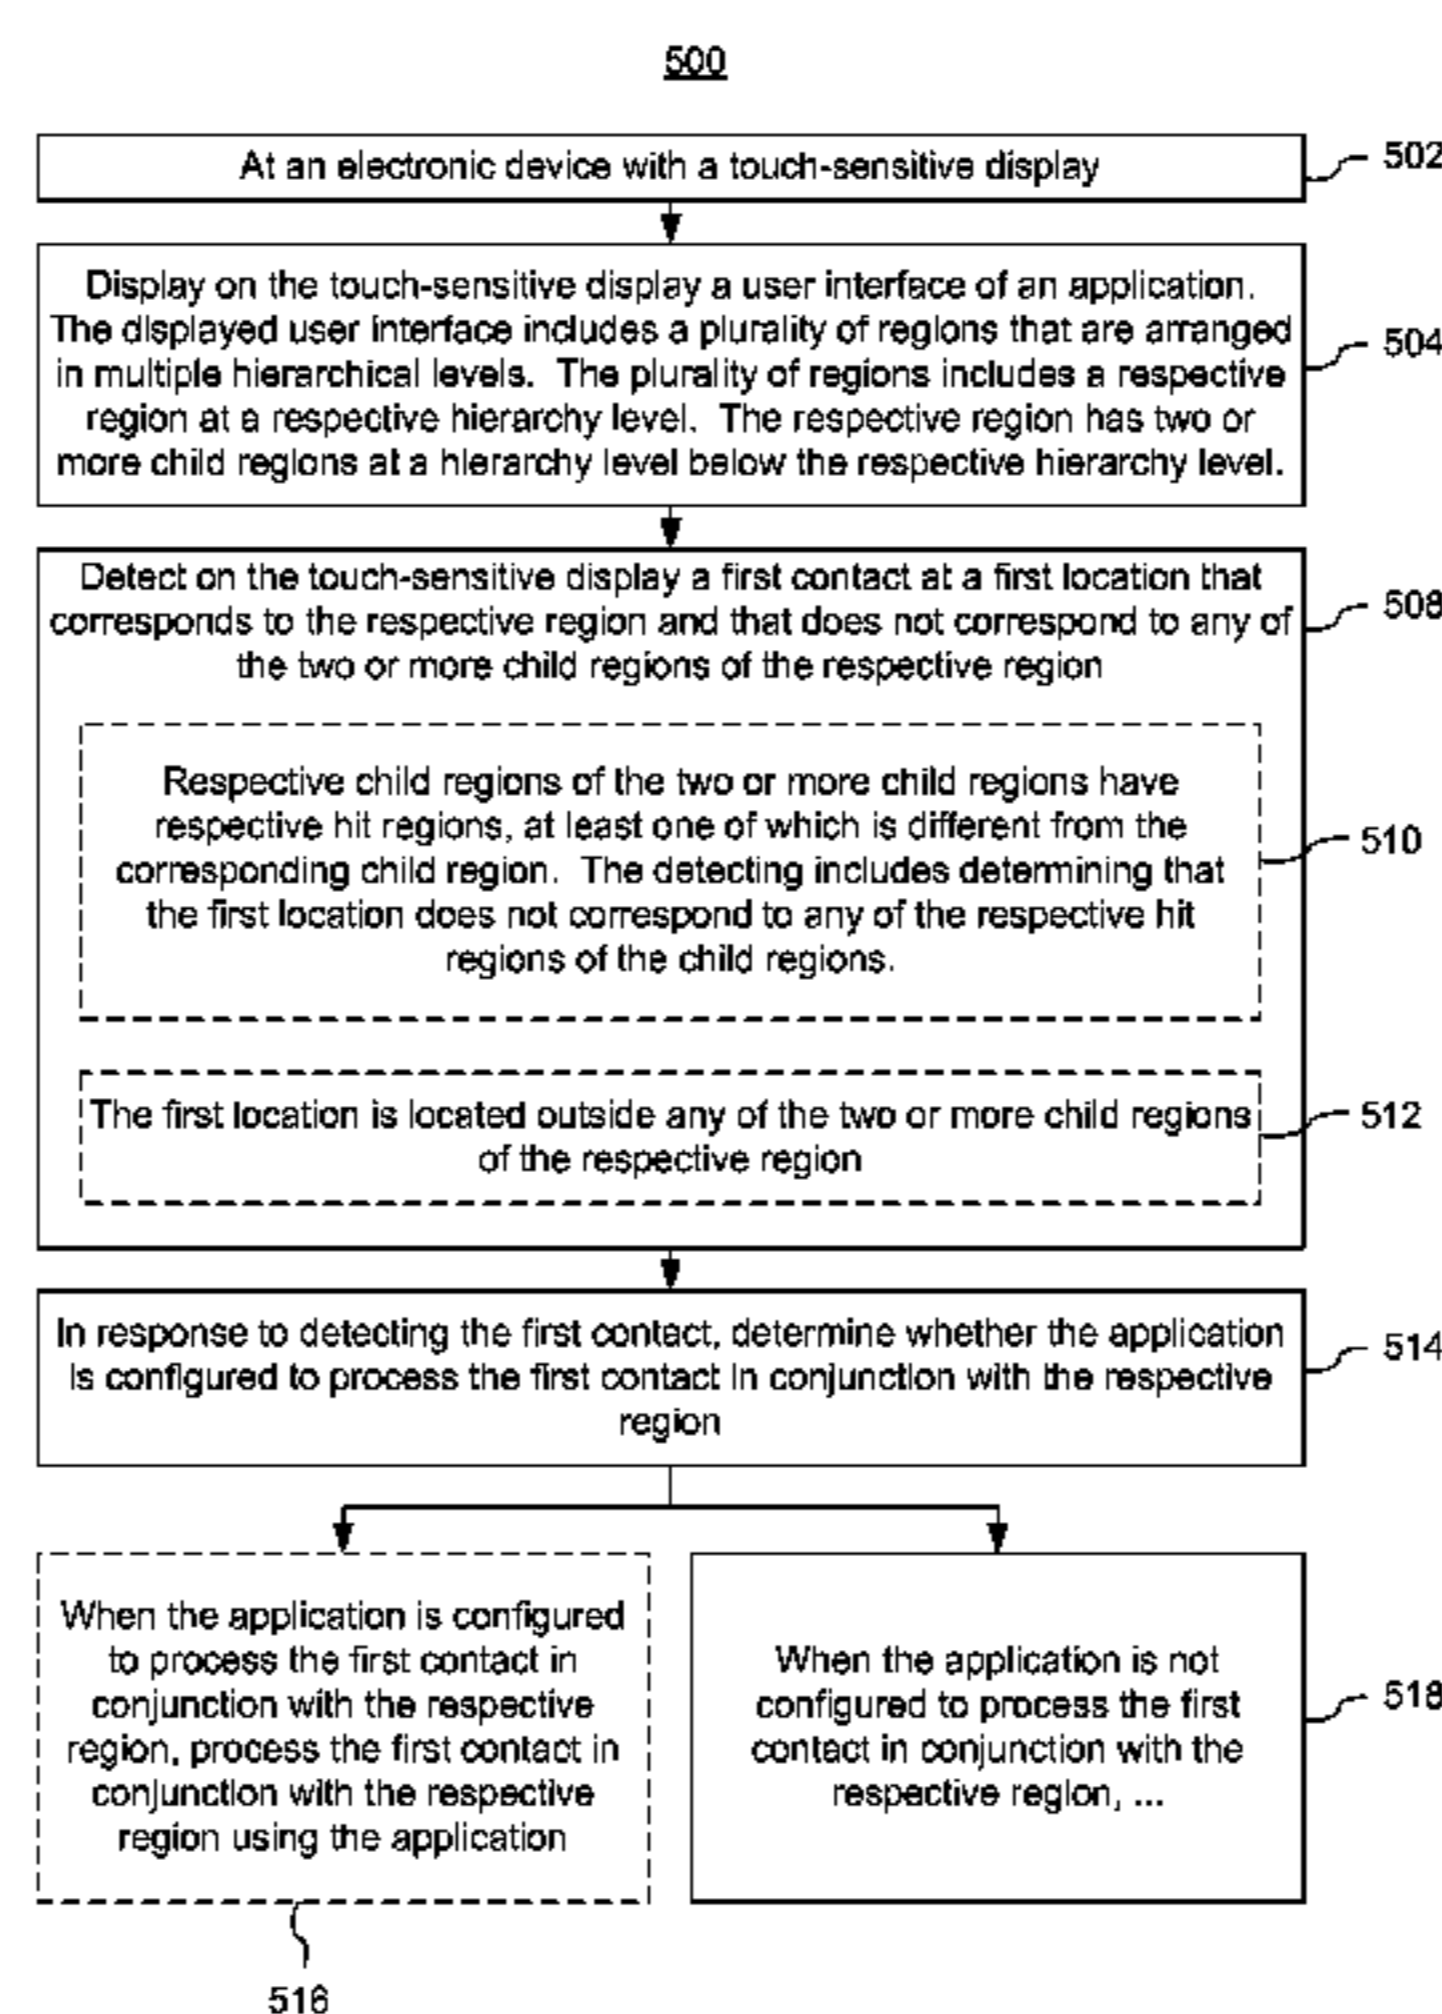 500
At an electronic device with a touch-sensitive display
502
Display on the touch-sensitive display a user interface of an application.
The displayed user interface includes a plurality of regions that are arranged
in multiple hierarchical levels. The plurality of regions includes a respective
region at a respective hierarchy level. The respective region has two or
more child regions at a hierarchy level below the respective hierarchy level.
504
Detect on the touch-sensitive display a first contact at a first location that
corresponds to the respective region and that does not correspond to any of
the two or more child regions of the respective region
508
Respective child regions of the two or more child regions have
respective hit regions, at least one of which is different from the
corresponding child region. The detecting includes determining that
the first location does not correspond to any of the respective hit
regions of the child regions.
510
The first location is located outside any of the two or more child regions
of the respective region
512
In response to detecting the first contact, determine whether the application
is configured to process the first contact in conjunction with the respective
region
514
When the application is configured
to process the first contact in
conjunction with the respective
region, process the first contact in
conjunction with the respective
region using the application
516
When the application is not
configured to process the first
contact in conjunction with the
respective region, ...
518